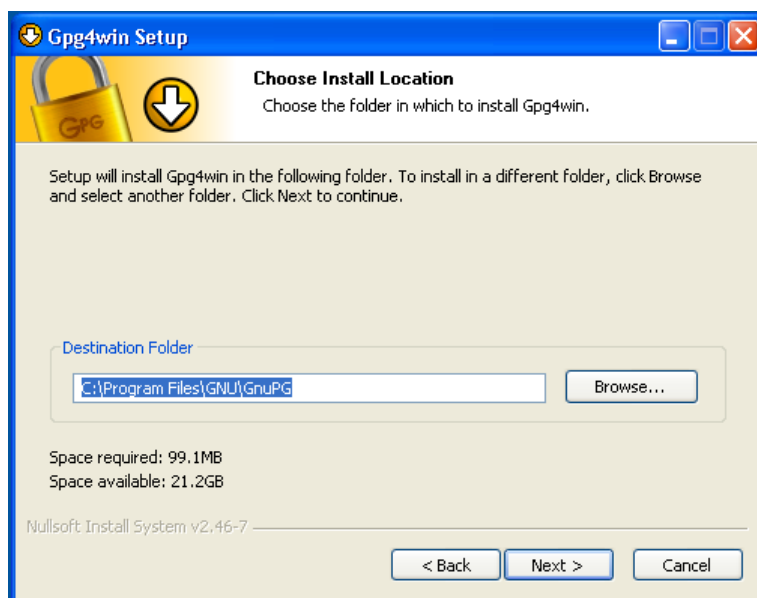 Gpg4win Setup
Choose Install Location
Choose the folder in which to install Gpg4win.
GPG
Setup will install Gpg4win in the following folder. To install in a different folder, click Browse
and select another folder. Click Next to continue.
Destination Folder
C:\Program Files\GNU\GnuPG
Browse...
Space required: 99.1MB
Space available: 21.2GB
Nullsoft Install System v2.46-7
< Back
Next >
Cancel